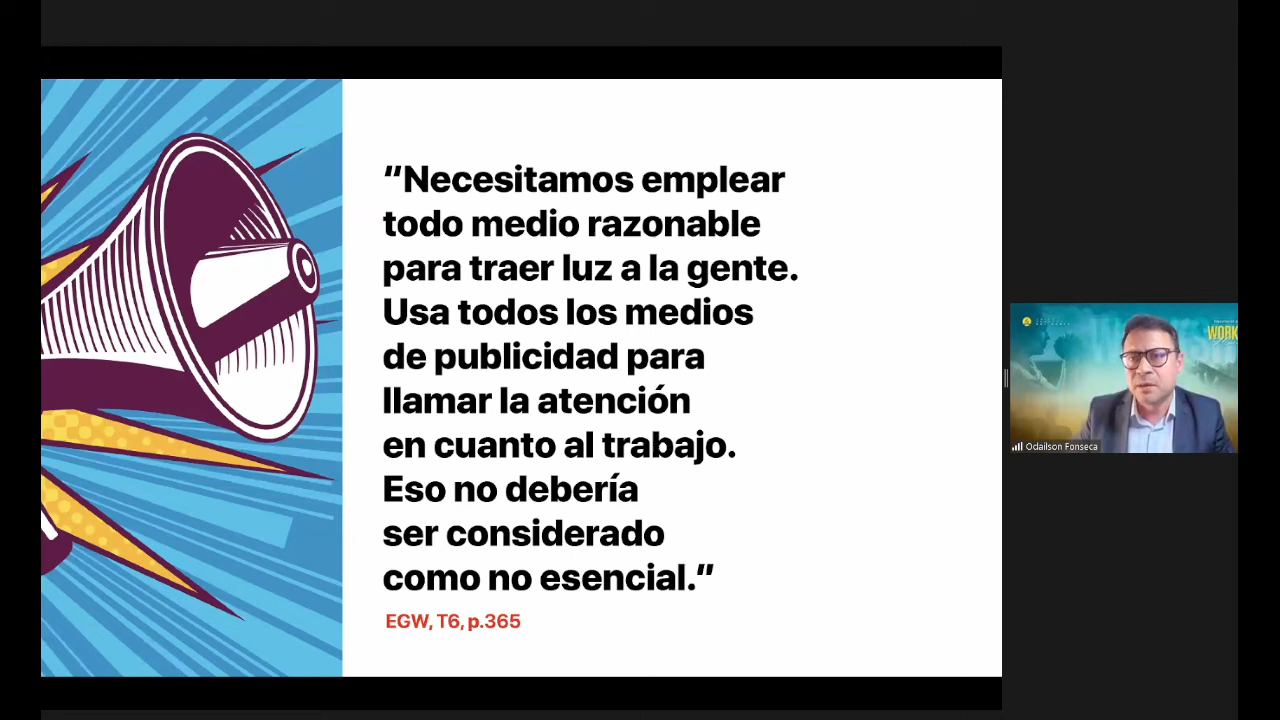 “Necesitamos emplear
todo medio razonable
para traer luz a la gente.
Usa todos los medios
de publicidad para
llamar la atención
en cuanto al trabajo.
Eso no debería
ser considerado
como no esencial.”
EGW, T6, p.365
WORK
Odailson Fonseca